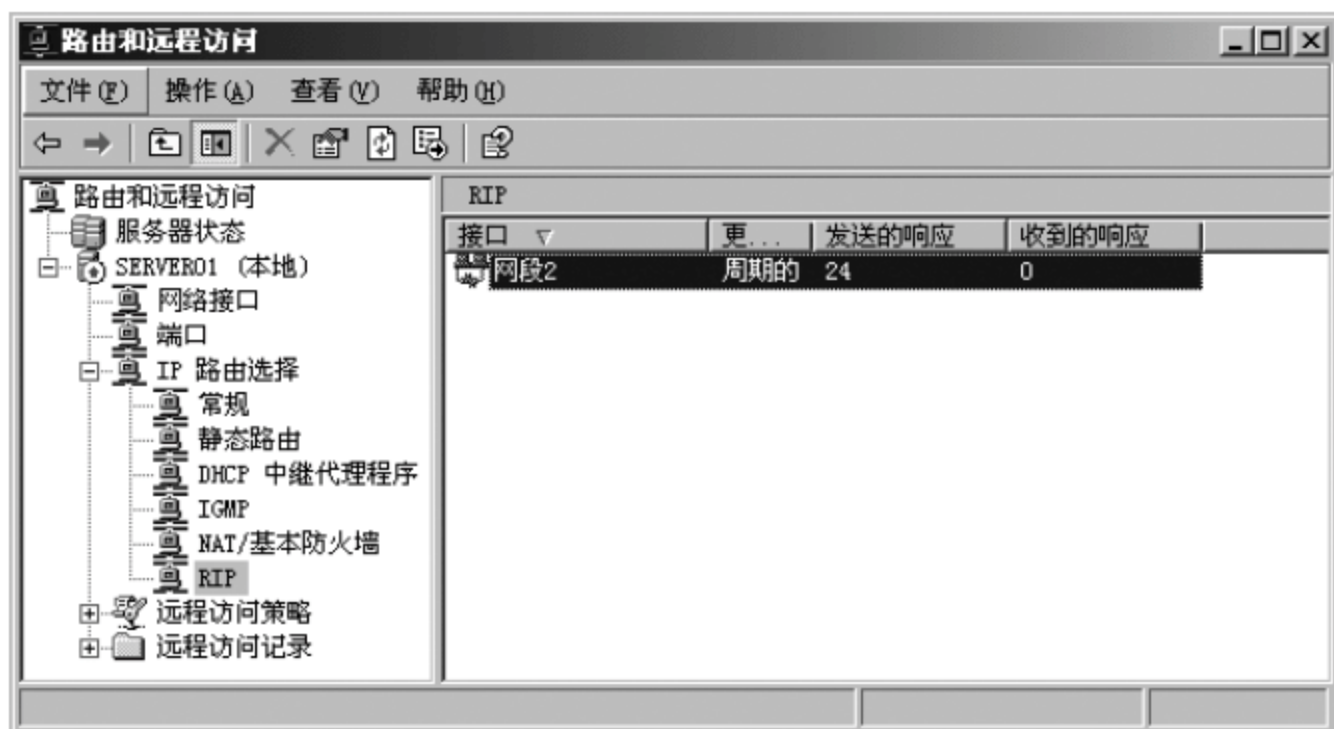 路由和远程访问
文件(F) 操作(A) 查看(V) 帮助(H)
路由和远程访问
服务器状态
SERVER01 (本地)
网络接口
端口
IP 路由选择
常规
静态路由
DHCP 中继代理程序
IGMP
NAT/基本防火墙
RIP
远程访问策略
远程访问记录
RIP
接口 更... 发送的响应 收到的响应
网段2 周期的 24 0